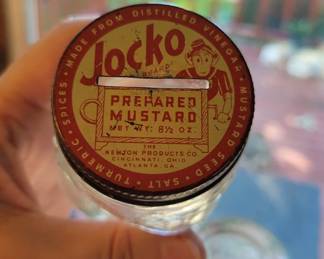 MADE FROM DISTILLED VINEGAR • MUSTARD SEED • SALT • TURMERIC • SPICES •
Jocko
BRAND
PREPARED
MUSTARD
NET WT. 8½ OZ.
THE
NEWTON PRODUCTS CO.
CINCINNATI, OHIO
ATLANTA, GA.